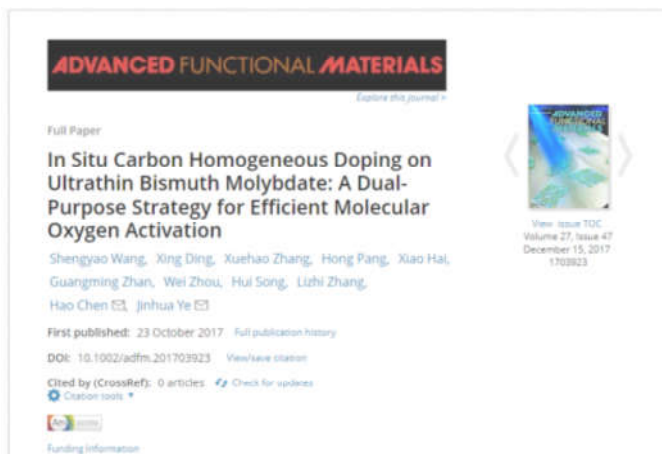 ADVANCED FUNCTIONAL MATERIALS
Explore this journal >
Full Paper
In Situ Carbon Homogeneous Doping on
Ultrathin Bismuth Molybdate: A Dual-
Purpose Strategy for Efficient Molecular
Oxygen Activation
Shengyao Wang, Xing Ding, Xuehao Zhang, Hong Pang, Xiao Hai,
Guangming Zhan, Wei Zhou, Hui Song, Lizhi Zhang,
Hao Chen, Jinhua Ye
First published: 23 October 2017 Full publication history
DOI: 10.1002/adfm.201703923 View/save citation
Cited by (CrossRef): 0 articles Check for updates
Citation tools
Funding Information
ADVANCED
FUNCTIONAL
MATERIALS
View issue TOC
Volume 27, Issue 47
December 15, 2017
1703923